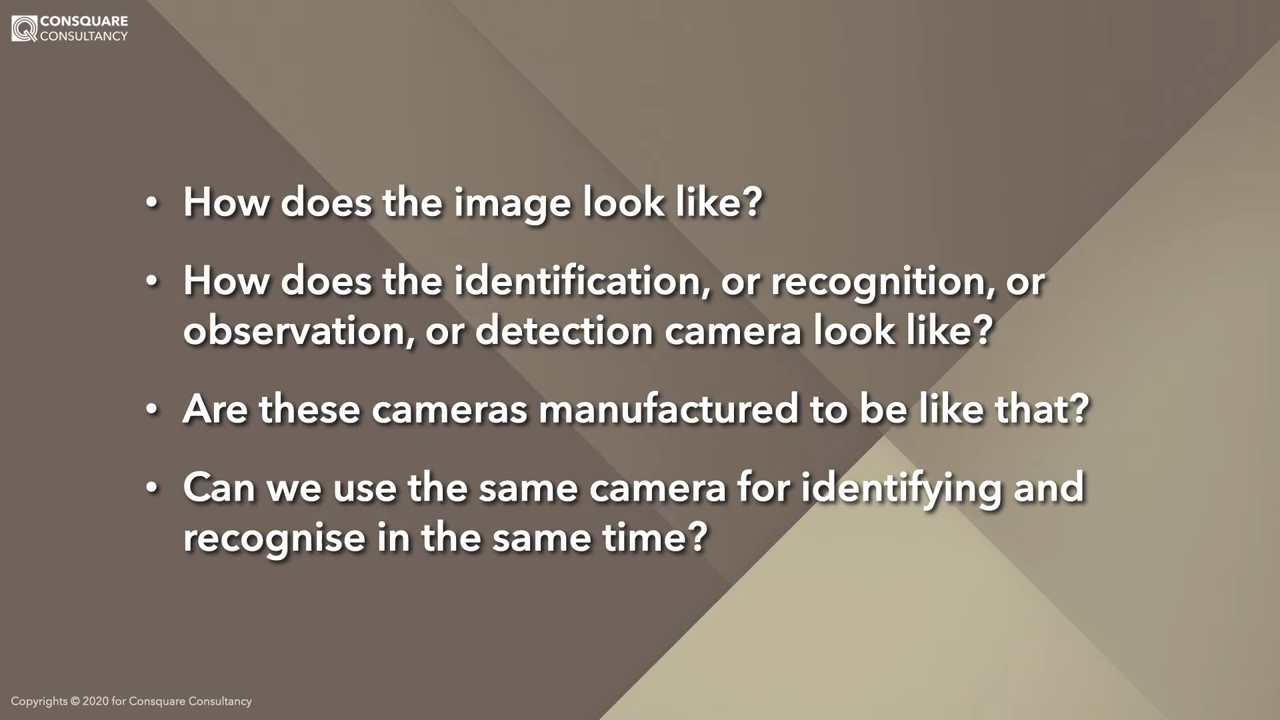 CONSQUARE
CONSULTANCY
• How does the image look like?
• How does the identification, or recognition, or
observation, or detection camera look like?
• Are these cameras manufactured to be like that?
• Can we use the same camera for identifying and
recognise in the same time?
Copyrights © 2020 for Consquare Consultancy